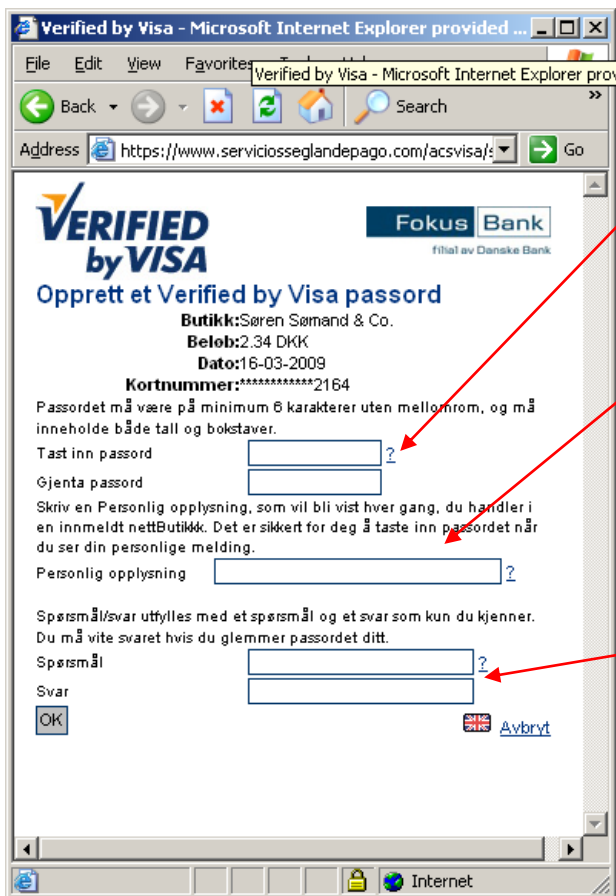 Verified by Visa - Microsoft Internet Explorer provided ...
File Edit View Favorites
Verified by Visa - Microsoft Internet Explorer prov
Back Search »
Address https://www.serviciosseglandepago.com/acsvisa/ Go
VERIFIED
by VISA
Fokus Bank
filial av Danske Bank
Opprett et Verified by Visa passord
Butikk:Søren Sømand & Co.
Beløb:2.34 DKK
Dato:16-03-2009
Kortnummer:************2164
Passordet må være på minimum 6 karakterer uten mellomrom, og må
inneholde både tall og bokstaver.
Tast inn passord ?
Gjenta passord
Skriv en Personlig opplysning, som vil bli vist hver gang, du handler i
en innmeldt nettButikkk. Det er sikkert for deg å taste inn passordet når
du ser din personlige melding.
Personlig opplysning ?
Spørsmål/svar utfylles med et spørsmål og et svar som kun du kjenner.
Du må vite svaret hvis du glemmer passordet ditt.
Spørsmål ?
Svar
OK Avbryt
Internet